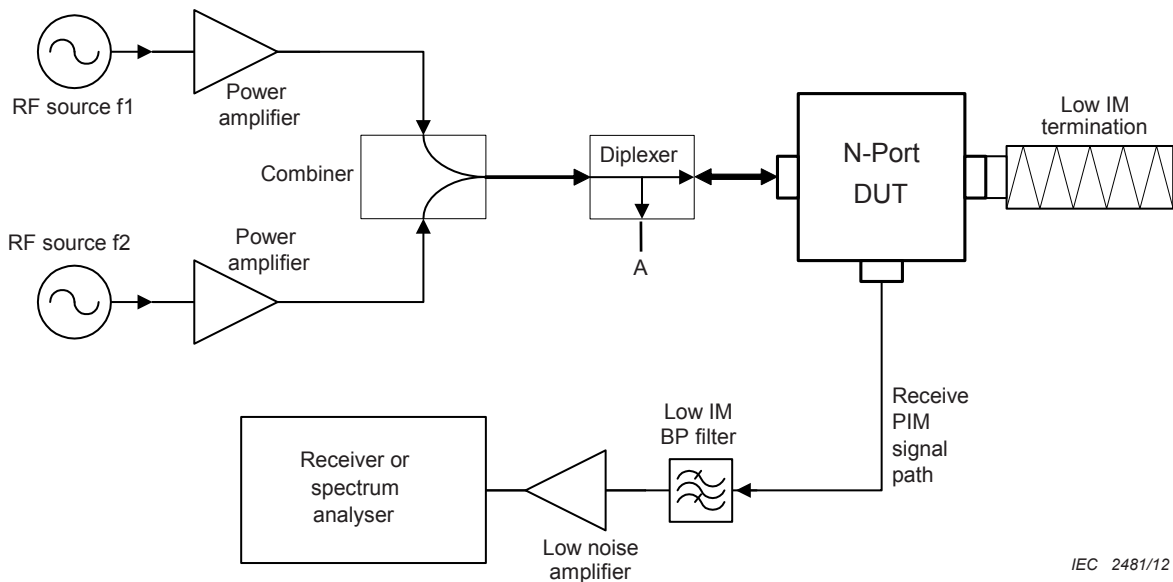 RF source f1
Power
amplifier
Combiner
Diplexer
A
N-Port
DUT
Low IM
termination
RF source f2
Power
amplifier
Receive
PIM
signal
path
Low IM
BP filter
Receiver or
spectrum
analyser
Low noise
amplifier
IEC 2481/12